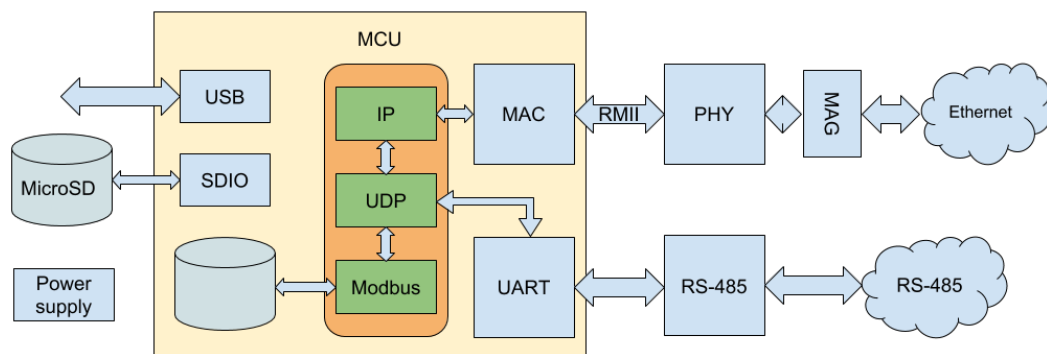 MCU
USB
IP
MAC
RMII
PHY
MAG
Ethernet
MicroSD
SDIO
UDP
Power
supply
Modbus
UART
RS-485
RS-485